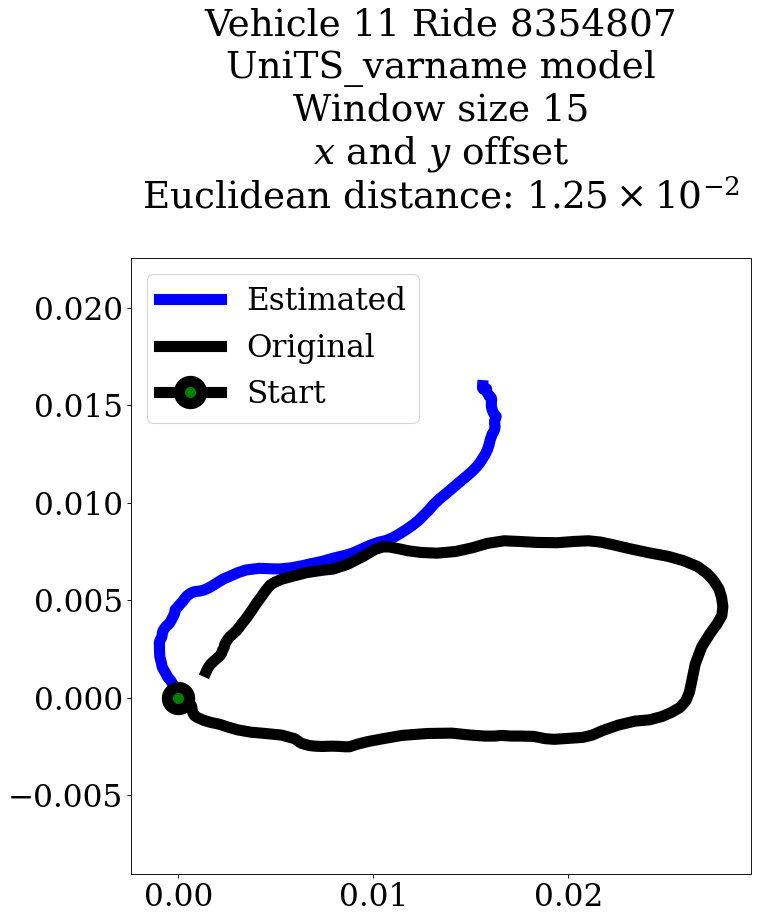 Vehicle 11 Ride 8354807
UniTS_varname model
Window size 15
x and y offset
Euclidean distance: 1.25 × 10⁻²
Estimated
Original
Start
0.020
0.015
0.010
0.005
0.000
−0.005
0.00 0.01 0.02